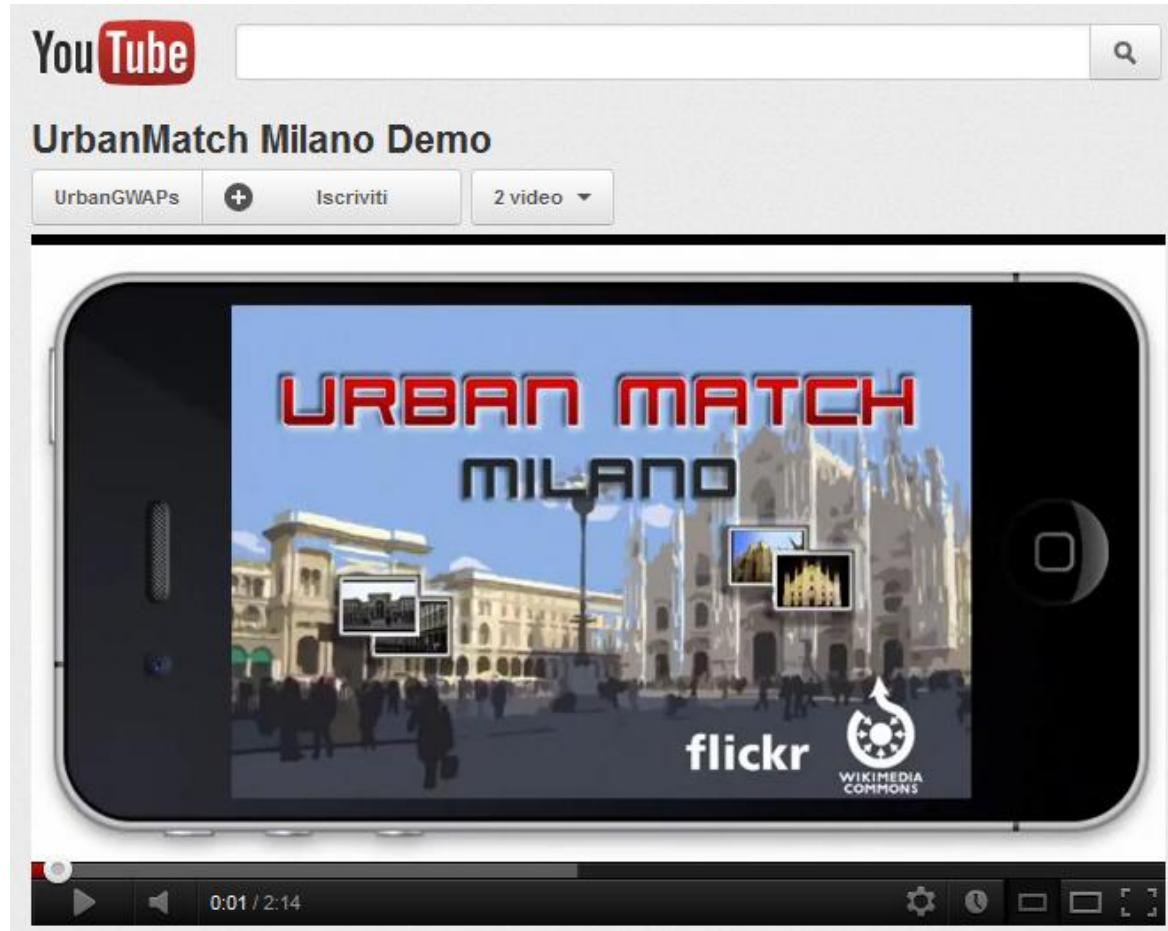 YouTube
UrbanMatch Milano Demo
UrbanGWAPs Iscriviti 2 video
URBAN MATCH
MILANO
flickr
WIKIMEDIA
COMMONS
0:01 / 2:14